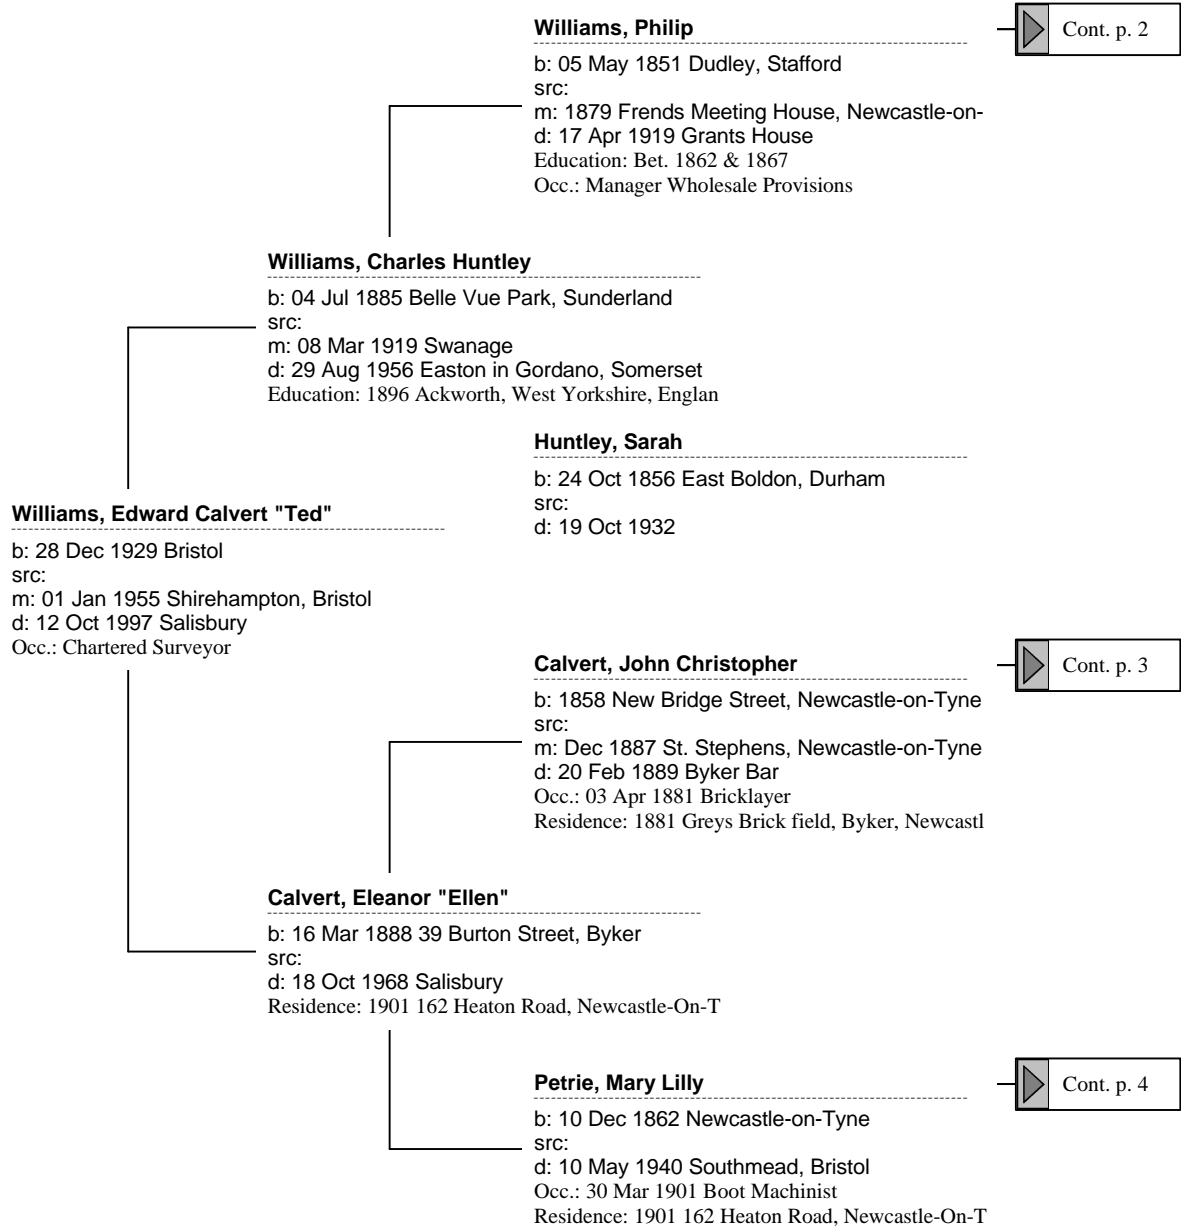 Williams, Philip
Cont. p. 2
b: 05 May 1851 Dudley, Stafford
src:
m: 1879 Frends Meeting House, Newcastle-on-
d: 17 Apr 1919 Grants House
Education: Bet. 1862 & 1867
Occ.: Manager Wholesale Provisions
Williams, Charles Huntley
b: 04 Jul 1885 Belle Vue Park, Sunderland
src:
m: 08 Mar 1919 Swanage
d: 29 Aug 1956 Easton in Gordano, Somerset
Education: 1896 Ackworth, West Yorkshire, Englan
Huntley, Sarah
b: 24 Oct 1856 East Boldon, Durham
src:
d: 19 Oct 1932
Williams, Edward Calvert "Ted"
b: 28 Dec 1929 Bristol
src:
m: 01 Jan 1955 Shirehampton, Bristol
d: 12 Oct 1997 Salisbury
Occ.: Chartered Surveyor
Calvert, John Christopher
Cont. p. 3
b: 1858 New Bridge Street, Newcastle-on-Tyne
src:
m: Dec 1887 St. Stephens, Newcastle-on-Tyne
d: 20 Feb 1889 Byker Bar
Occ.: 03 Apr 1881 Bricklayer
Residence: 1881 Greys Brick field, Byker, Newcastl
Calvert, Eleanor "Ellen"
b: 16 Mar 1888 39 Burton Street, Byker
src:
d: 18 Oct 1968 Salisbury
Residence: 1901 162 Heaton Road, Newcastle-On-T
Petrie, Mary Lilly
Cont. p. 4
b: 10 Dec 1862 Newcastle-on-Tyne
src:
d: 10 May 1940 Southmead, Bristol
Occ.: 30 Mar 1901 Boot Machinist
Residence: 1901 162 Heaton Road, Newcastle-On-T